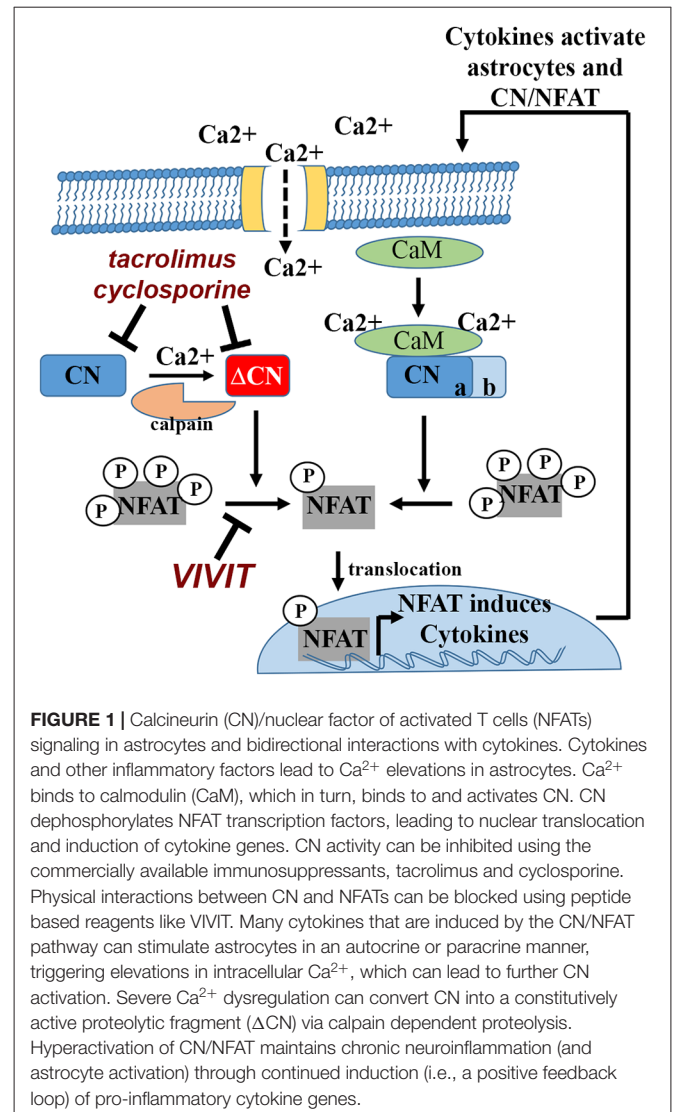 Cytokines activate
astrocytes and
CN/NFAT
Ca2+
Ca2+
Ca2+
Ca2+
tacrolimus
cyclosporine
CaM
Ca2+
Ca2+
CaM
CN
a
b
CN
Ca2+
ΔCN
calpain
P
P
P
P
NFAT
P
NFAT
P
P
P
P
NFAT
VIVIT
translocation
P
NFAT
NFAT induces
Cytokines
FIGURE 1 | Calcineurin (CN)/nuclear factor of activated T cells (NFATs)
signaling in astrocytes and bidirectional interactions with cytokines. Cytokines
and other inflammatory factors lead to Ca²⁺ elevations in astrocytes. Ca²⁺
binds to calmodulin (CaM), which in turn, binds to and activates CN. CN
dephosphorylates NFAT transcription factors, leading to nuclear translocation
and induction of cytokine genes. CN activity can be inhibited using the
commercially available immunosuppressants, tacrolimus and cyclosporine.
Physical interactions between CN and NFATs can be blocked using peptide
based reagents like VIVIT. Many cytokines that are induced by the CN/NFAT
pathway can stimulate astrocytes in an autocrine or paracrine manner,
triggering elevations in intracellular Ca²⁺, which can lead to further CN
activation. Severe Ca²⁺ dysregulation can convert CN into a constitutively
active proteolytic fragment (ΔCN) via calpain dependent proteolysis.
Hyperactivation of CN/NFAT maintains chronic neuroinflammation (and
astrocyte activation) through continued induction (i.e., a positive feedback
loop) of pro-inflammatory cytokine genes.